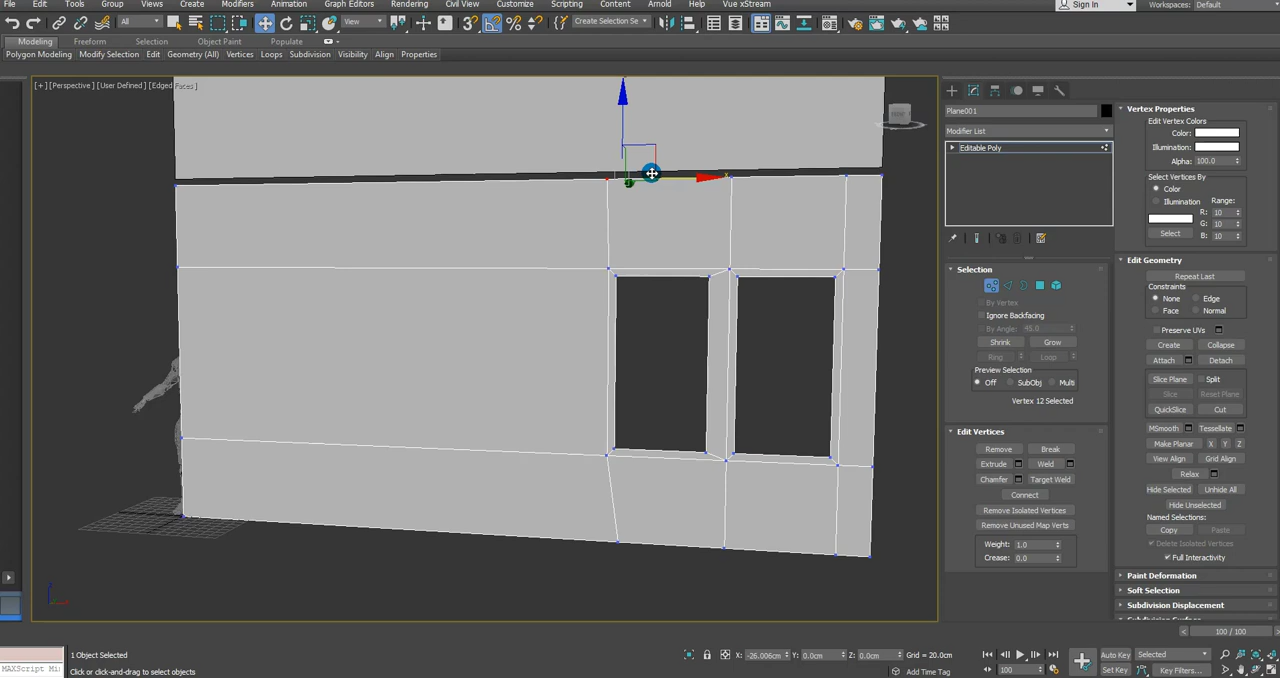 File Edit Tools Group Views Create Modifiers Animation Graph Editors Rendering Civil View Customize Scripting Content Arnold Help Vue xStream Sign In Workspaces: Default
All View Create Selection Se
Modeling Freeform Selection Object Paint Populate
Polygon Modeling Modify Selection Edit Geometry (All) Vertices Loops Subdivision Visibility Align Properties
[+] [Perspective] [User Defined] [Edged Faces]
Plane001
Modifier List
Editable Poly
Selection
By Vertex
Ignore Backfacing
By Angle: 45.0
Shrink Grow
Ring Loop
Preview Selection
Off SubObj Multi
Vertex 12 Selected
Edit Vertices
Remove Break
Extrude Weld
Chamfer Target Weld
Connect
Remove Isolated Vertices
Remove Unused Map Verts
Weight: 1.0
Crease: 0.0
Vertex Properties
Edit Vertex Colors
Color:
Illumination:
Alpha: 100.0
Select Vertices By
Color Range:
Illumination R: 10
G: 10
Select B: 10
Edit Geometry
Repeat Last
Constraints
None Edge
Face Normal
Preserve UVs
Create Collapse
Attach Detach
Slice Plane Split
Slice Reset Plane
QuickSlice Cut
MSmooth Tessellate
Make Planar X Y Z
View Align Grid Align
Relax
Hide Selected Unhide All
Hide Unselected
Named Selections:
Copy Paste
Delete Isolated Vertices
Full Interactivity
Paint Deformation
Soft Selection
Subdivision Displacement
100 / 100
1 Object Selected
X: -26.006cm Y: 0.0cm Z: 0.0cm Grid = 20.0cm
Auto Key Selected
MAXScript Mi
Click or click-and-drag to select objects
Add Time Tag
100
Set Key Key Filters...